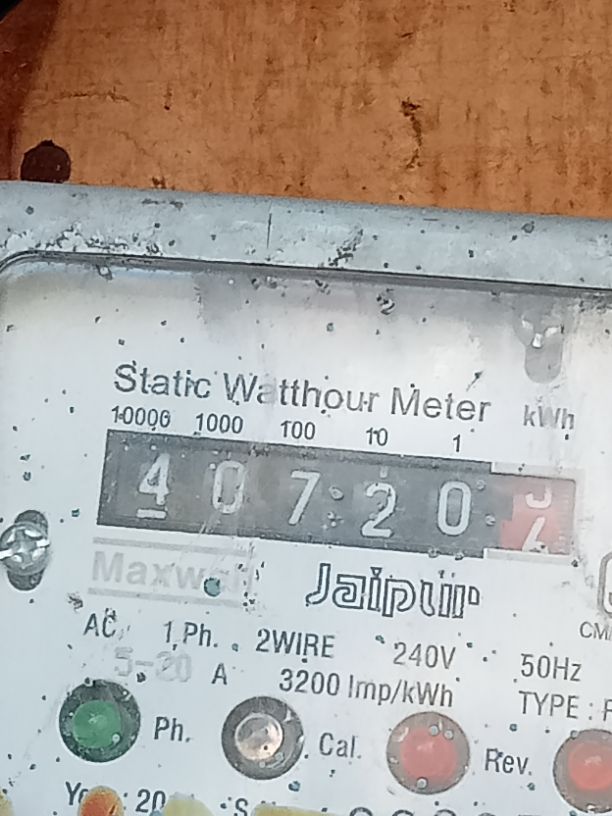 Static Watthour Meter kWh
10000 1000 100 10 1
4 0 7 2 0
Jaipur
AC 1 Ph. 2WIRE 240V 50Hz
5-20 A 3200 Imp/kWh TYPE :
Ph. Cal. Rev.